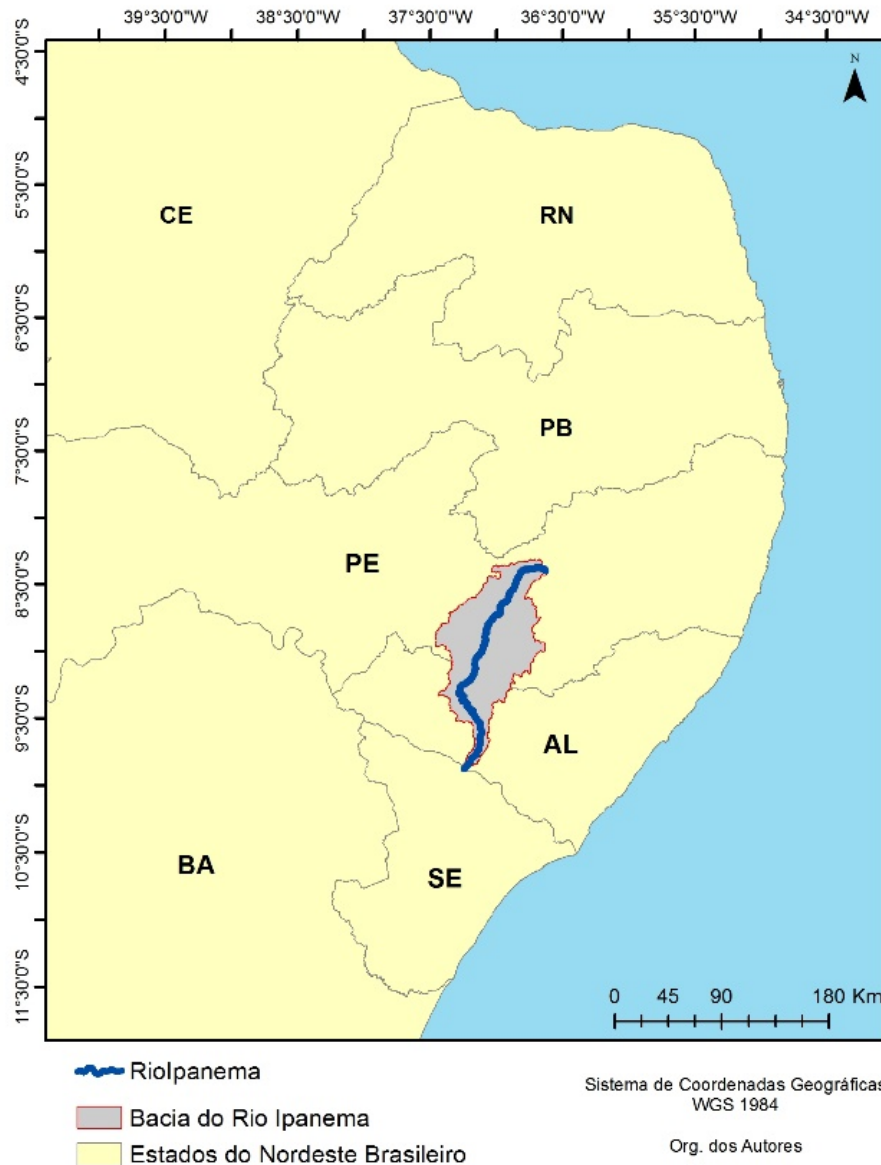 39°30'0"W 38°30'0"W 37°30'0"W 36°30'0"W 35°30'0"W 34°30'0"W
N
4°30'0"S
5°30'0"S
CE
RN
6°30'0"S
PB
7°30'0"S
PE
8°30'0"S
9°30'0"S
AL
BA
SE
10°30'0"S
11°30'0"S
0 45 90 180 Km
RioIpanema
Bacia do Rio Ipanema
Estados do Nordeste Brasileiro
Sistema de Coordenadas Geográficas
WGS 1984
Org. dos Autores